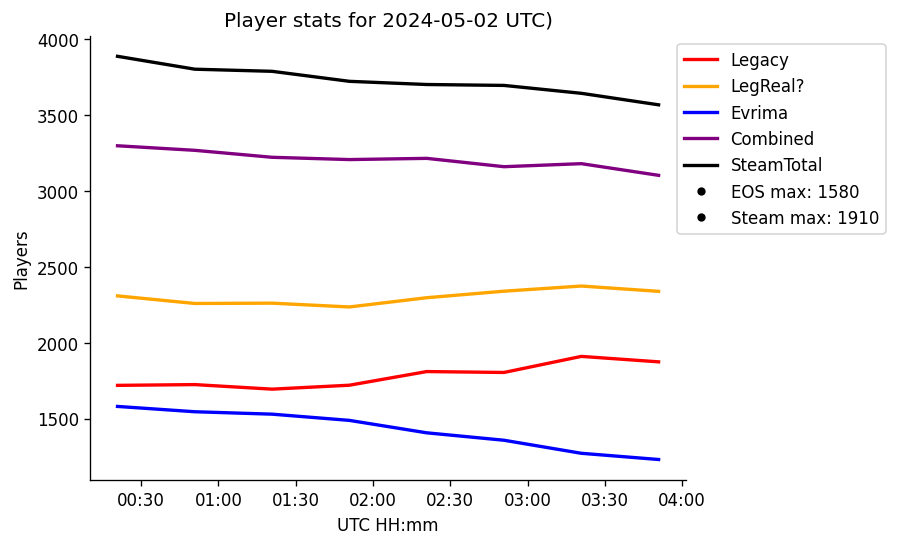 Player stats for 2024-05-02 UTC)
Players
4000
3500
3000
2500
2000
1500
00:30
01:00
01:30
02:00
02:30
03:00
03:30
04:00
UTC HH:mm
Legacy
LegReal?
Evrima
Combined
SteamTotal
EOS max: 1580
Steam max: 1910